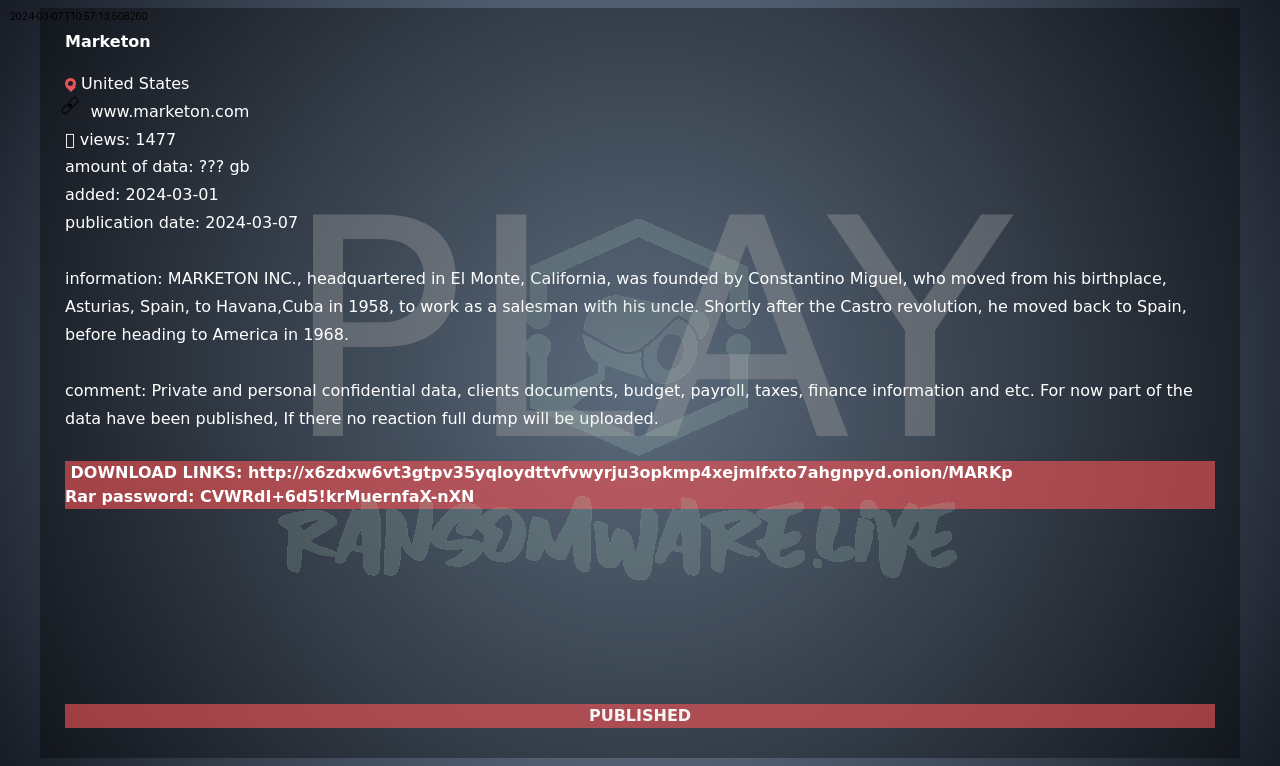 2024-03-07T10:57:13.508260
Marketon
United States
www.marketon.com
views: 1477
amount of data: ??? gb
added: 2024-03-01
publication date: 2024-03-07
PLAY
information: MARKETON INC., headquartered in El Monte, California, was founded by Constantino Miguel, who moved from his birthplace,
Asturias, Spain, to Havana,Cuba in 1958, to work as a salesman with his uncle. Shortly after the Castro revolution, he moved back to Spain,
before heading to America in 1968.
comment: Private and personal confidential data, clients documents, budget, payroll, taxes, finance information and etc. For now part of the
data have been published, If there no reaction full dump will be uploaded.
DOWNLOAD LINKS: http://x6zdxw6vt3gtpv35yqloydttvfvwyrju3opkmp4xejmlfxto7ahgnpyd.onion/MARKp
Rar password: CVWRdI+6d5!krMuernfaX-nXN
RANSOMWARE.LIVE
PUBLISHED